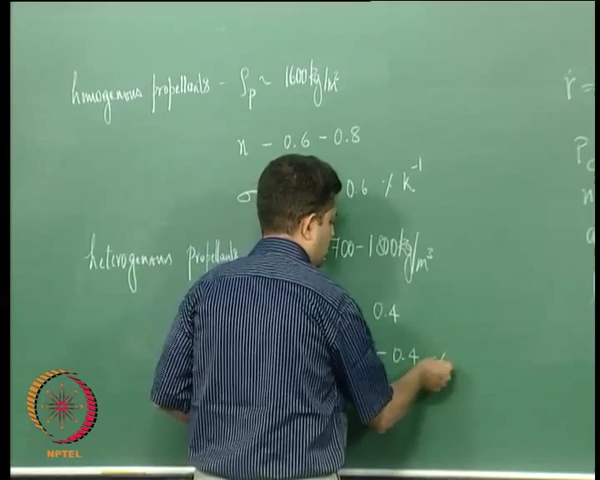 homogenous propellants - ρp ~ 1600 kg/m³
n - 0.6 - 0.8
σ 0.6 % K⁻¹
heterogenous propellants 700 - 1800 kg/m³
0.4
- 0.4
ṙ =
P
n
NPTEL